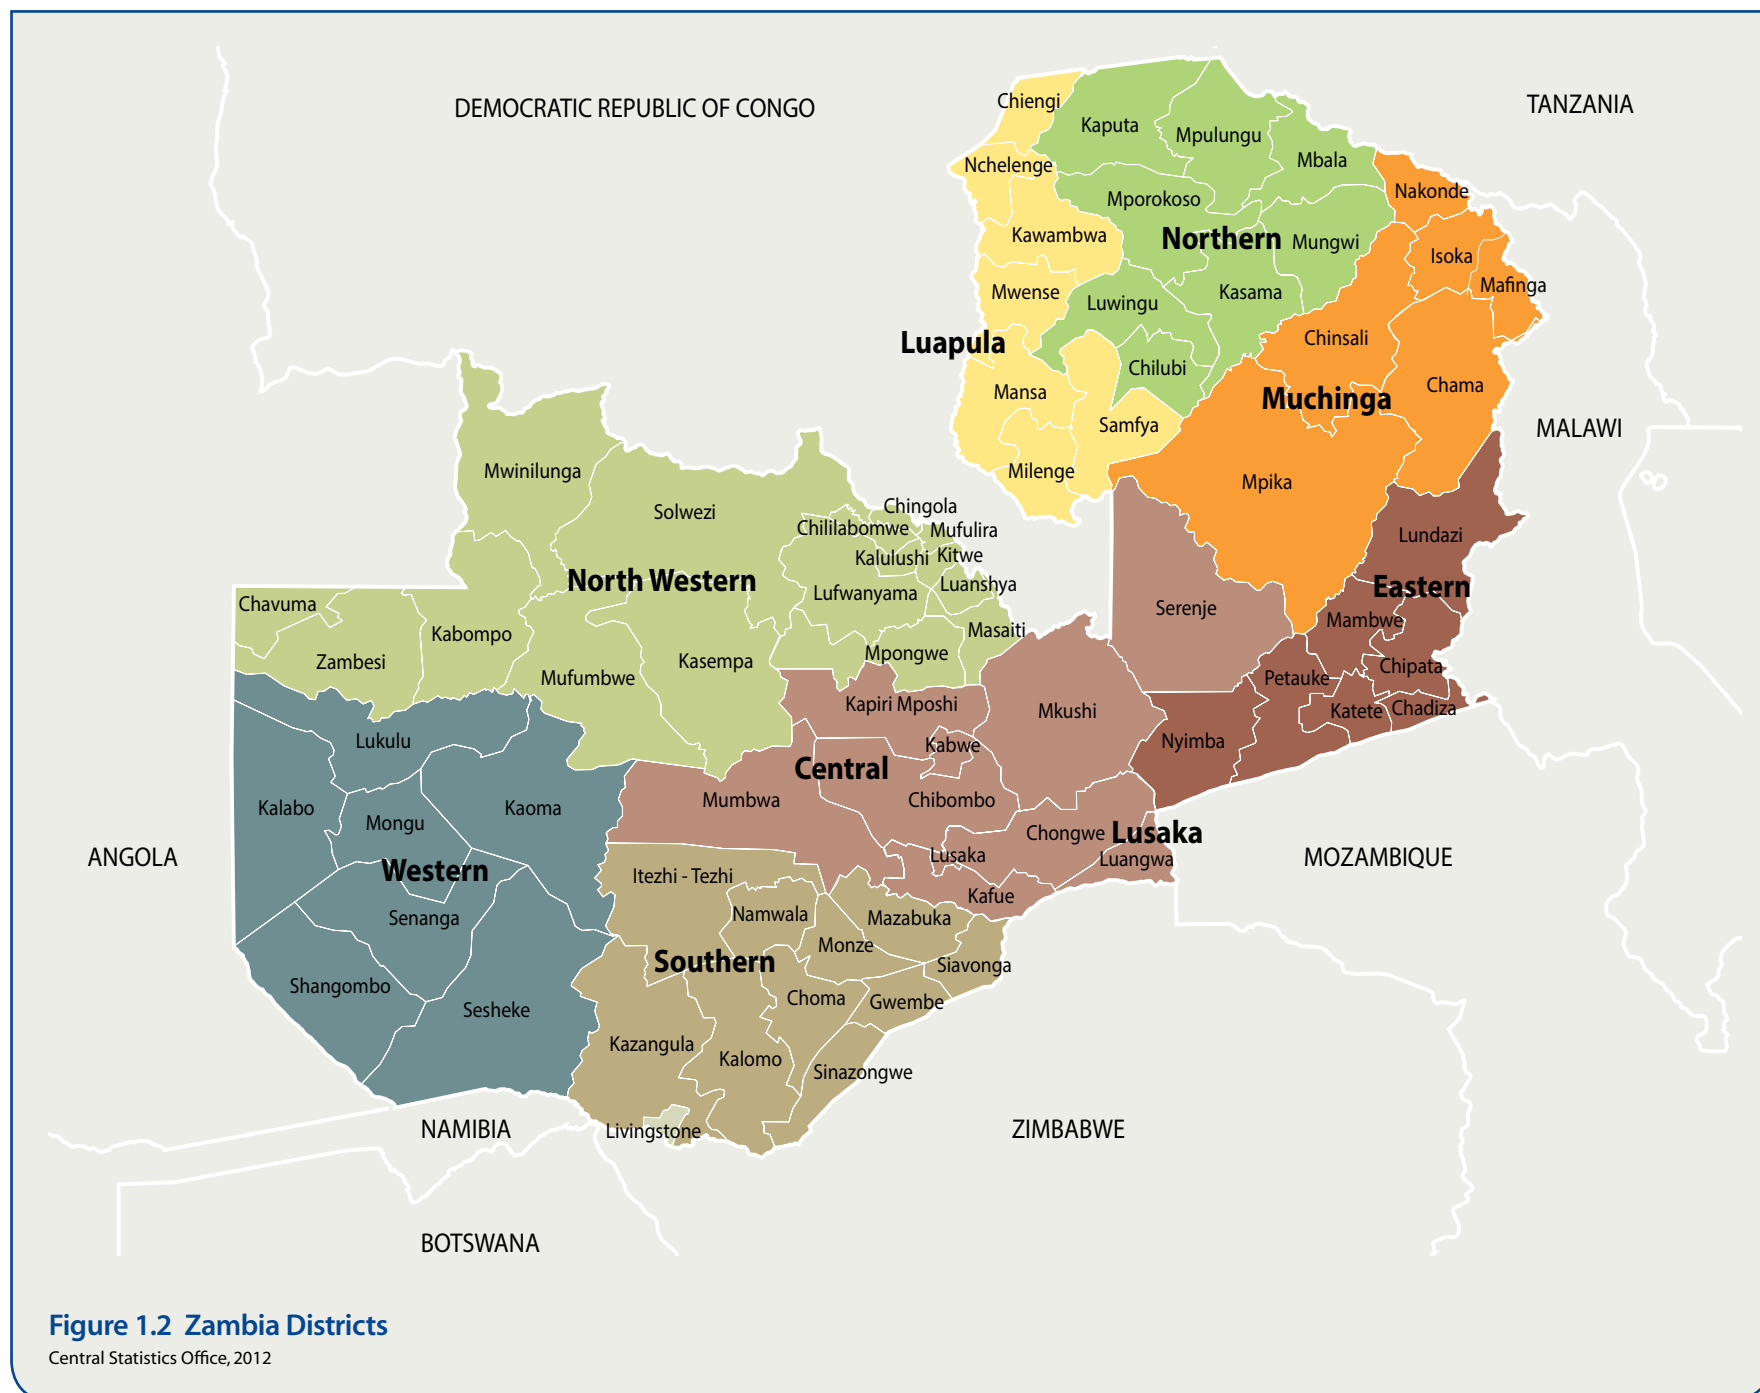 DEMOCRATIC REPUBLIC OF CONGO
TANZANIA
Chiengi
Kaputa
Mpulungu
Mbala
Nchelenge
Nakonde
Mporokoso
Kawambwa
Northern
Mungwi
Isoka
Mafinga
Mwense
Luwingu
Kasama
Luapula
Chinsali
Chilubi
Mansa
Muchinga
Chama
Samfya
MALAWI
Milenge
Mpika
Mwinilunga
Solwezi
Chingola
Chililabomwe
Mufulira
Kalulushi
Kitwe
Lundazi
North Western
Lufwanyama
Luanshya
Eastern
Chavuma
Serenje
Mambwe
Kabompo
Masaiti
Zambesi
Kasempa
Mpongwe
Chipata
Mufumbwe
Petauke
Kapiri Mposhi
Mkushi
Katete
Chadiza
Lukulu
Kabwe
Nyimba
Central
Kalabo
Kaoma
Mumbwa
Chibombo
Mongu
Chongwe
Lusaka
ANGOLA
Lusaka
Luangwa
MOZAMBIQUE
Western
Itezhi - Tezhi
Kafue
Senanga
Namwala
Mazabuka
Monze
Southern
Siavonga
Shangombo
Choma
Gwembe
Sesheke
Kazangula
Kalomo
Sinazongwe
NAMIBIA
Livingstone
ZIMBABWE
BOTSWANA
Figure 1.2 Zambia Districts
Central Statistics Office, 2012